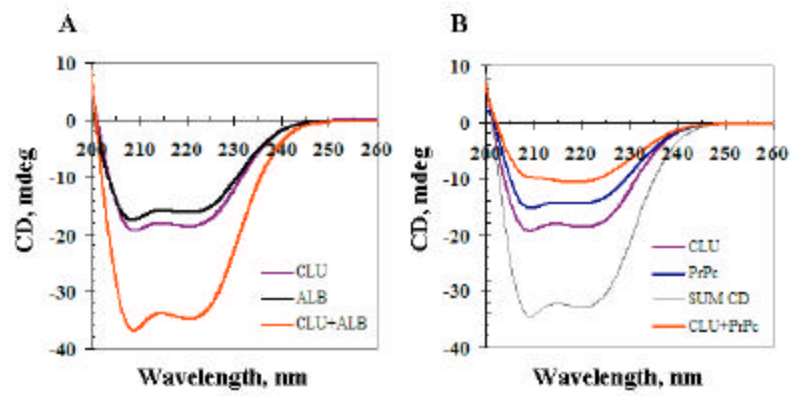 A
10
0
-10
-20
-30
-40
200 210 220 230 240 250 260
CD, mdeg
CLU
ALB
CLU+ALB
Wavelength, nm
B
10
0
-10
-20
-30
-40
200 210 220 230 240 250 260
CD, mdeg
CLU
PrPc
SUM CD
CLU+PrPc
Wavelength, nm